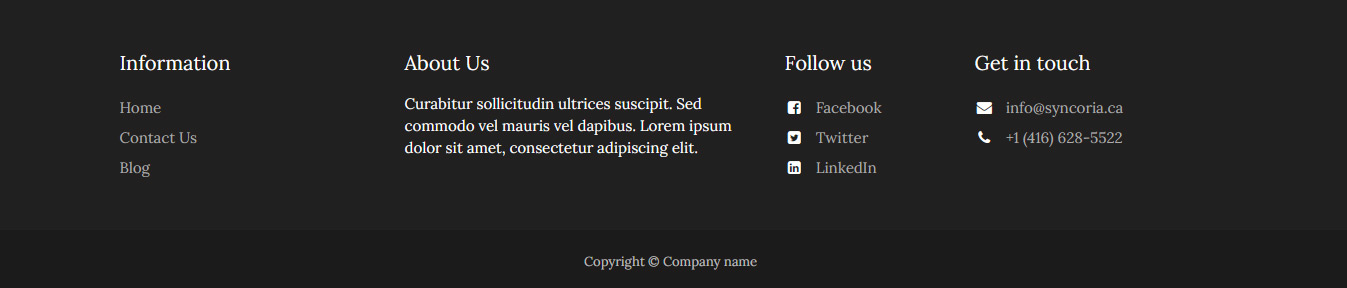 Information
Home
Contact Us
Blog
About Us
Curabitur sollicitudin ultrices suscipit. Sed
commodo vel mauris vel dapibus. Lorem ipsum
dolor sit amet, consectetur adipiscing elit.
Follow us
Facebook
Twitter
LinkedIn
Get in touch
info@syncoria.ca
+1 (416) 628-5522
Copyright © Company name